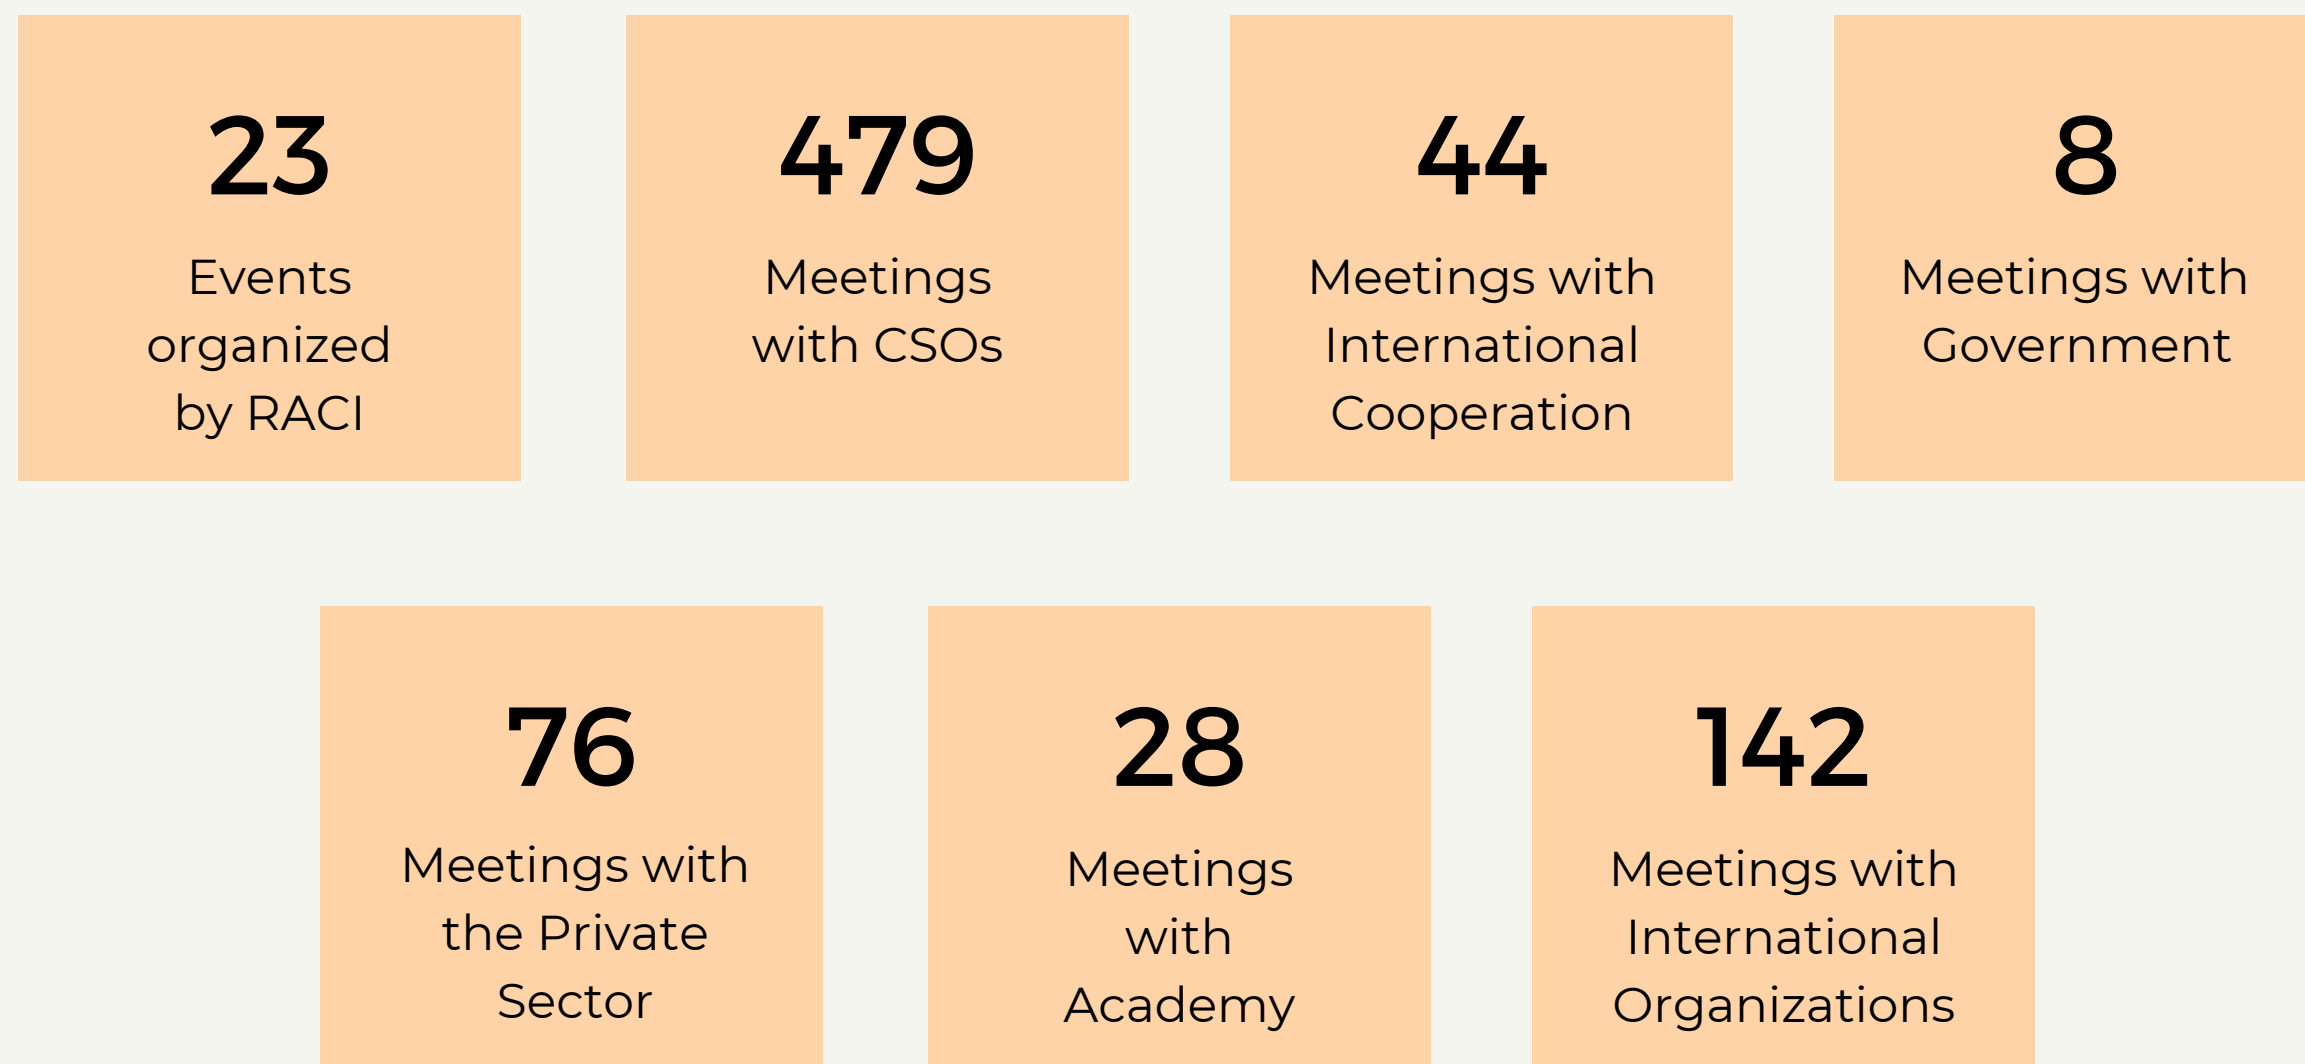 23
Events
organized
by RACI
479
Meetings
with CSOs
44
Meetings with
International
Cooperation
8
Meetings with
Government
76
Meetings with
the Private
Sector
28
Meetings
with
Academy
142
Meetings with
International
Organizations